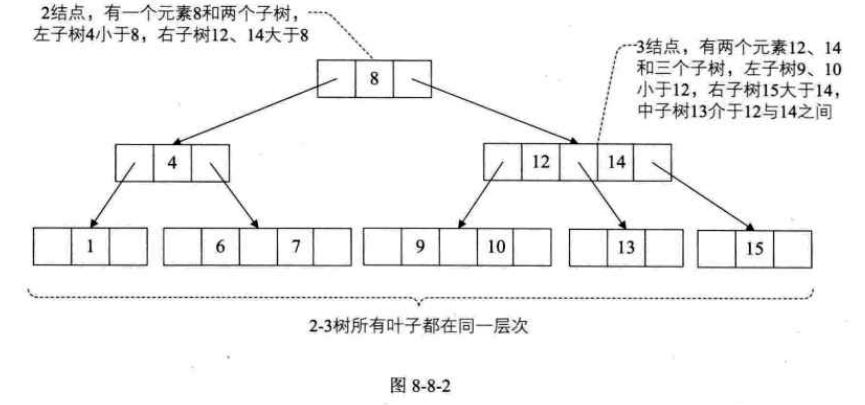 2结点，有一个元素8和两个子树，
左子树4小于8，右子树12、14大于8
3结点，有两个元素12、14
和三个子树，左子树9、10
小于12，右子树15大于14，
中子树13介于12与14之间
8
4
12 14
1
6 7
9 10
13
15
2-3树所有叶子都在同一层次
图 8-8-2